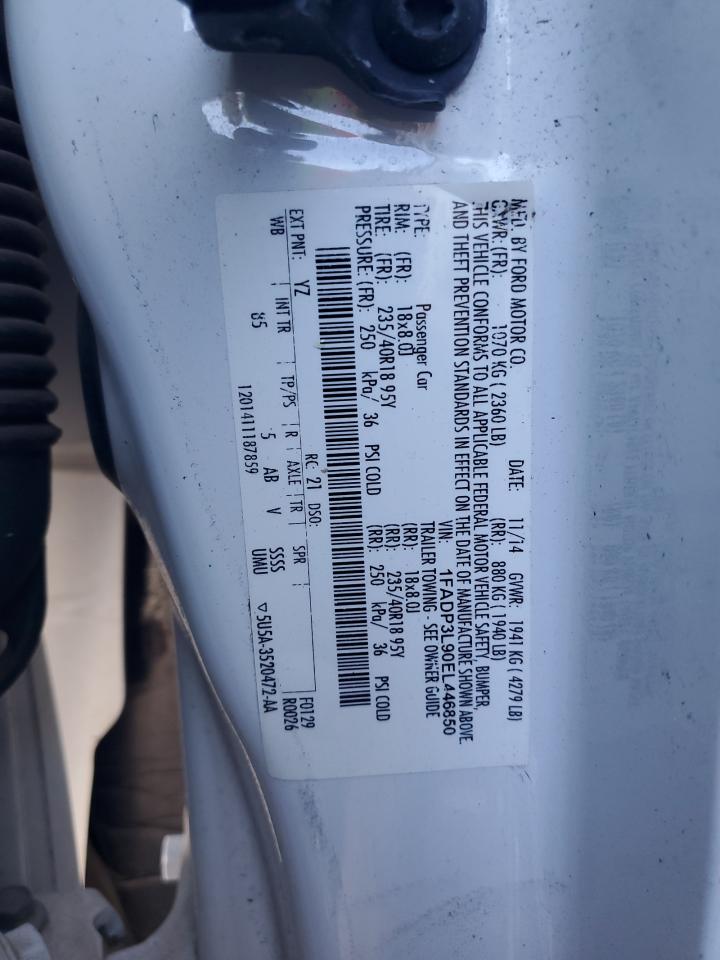 MFD. BY FORD MOTOR CO. DATE: 11/14 GVWR: 1941 KG ( 4279 LB)
GAWR: (FR): 1070 KG ( 2360 LB) (RR): 880 KG ( 1940 LB)
THIS VEHICLE CONFORMS TO ALL APPLICABLE FEDERAL MOTOR VEHICLE SAFETY, BUMPER,
AND THEFT PREVENTION STANDARDS IN EFFECT ON THE DATE OF MANUFACTURE SHOWN ABOVE.
VIN: 1FADP3L90EL446850
TYPE: Passenger Car TRAILER TOWING - SEE OWNER GUIDE
RIM: (FR): 18x8.0J (RR): 18x8.0J
TIRE: (FR): 235/40R18 95Y (RR): 235/40R18 95Y
PRESSURE: (FR): 250 kPa/ 36 PSI COLD (RR): 250 kPa/ 36 PSI COLD
RC: 21 DSO: F0129
EXT PNT: YZ R0026
WB INT TR TP/PS R AXLE TR SPR
85 5 AB V SSSS
UMU
1201411187859 ▽5U5A-3520472-AA